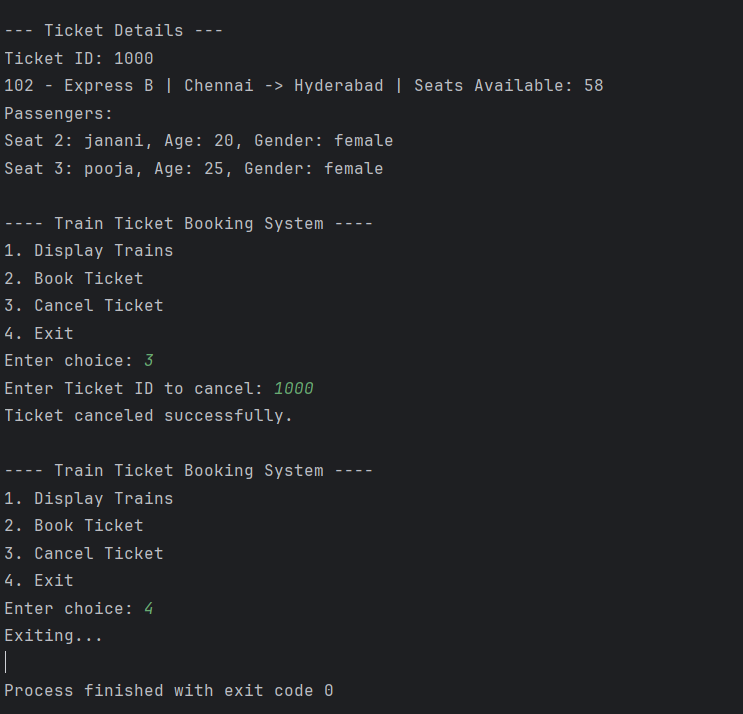 --- Ticket Details ---
Ticket ID: 1000
102 - Express B | Chennai -> Hyderabad | Seats Available: 58
Passengers:
Seat 2: janani, Age: 20, Gender: female
Seat 3: pooja, Age: 25, Gender: female
---- Train Ticket Booking System ----
1. Display Trains
2. Book Ticket
3. Cancel Ticket
4. Exit
Enter choice: 3
Enter Ticket ID to cancel: 1000
Ticket canceled successfully.
---- Train Ticket Booking System ----
1. Display Trains
2. Book Ticket
3. Cancel Ticket
4. Exit
Enter choice: 4
Exiting...
Process finished with exit code 0